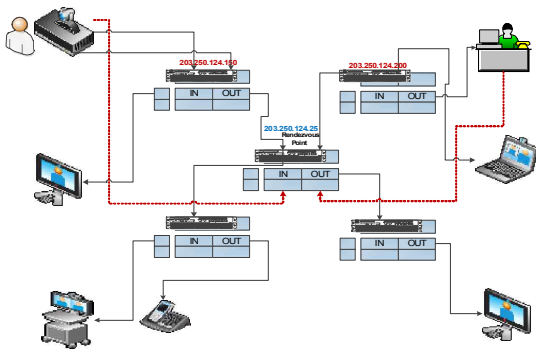 203.250.124.150
203.250.124.200
IN OUT
IN OUT
203.250.124.25
Rendezvous
Point
IN OUT
IN OUT
IN OUT